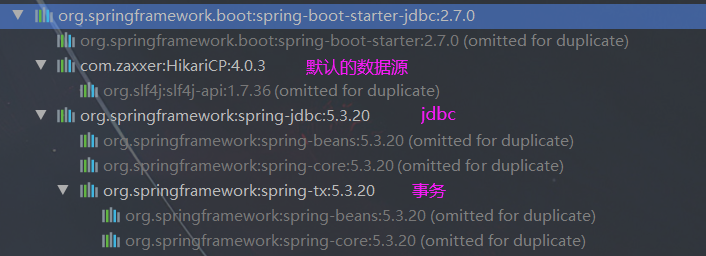 org.springframework.boot:spring-boot-starter-jdbc:2.7.0
org.springframework.boot:spring-boot-starter:2.7.0 (omitted for duplicate)
com.zaxxer:HikariCP:4.0.3 默认的数据源
org.slf4j:slf4j-api:1.7.36 (omitted for duplicate)
org.springframework:spring-jdbc:5.3.20 jdbc
org.springframework:spring-beans:5.3.20 (omitted for duplicate)
org.springframework:spring-core:5.3.20 (omitted for duplicate)
org.springframework:spring-tx:5.3.20 事务
org.springframework:spring-beans:5.3.20 (omitted for duplicate)
org.springframework:spring-core:5.3.20 (omitted for duplicate)